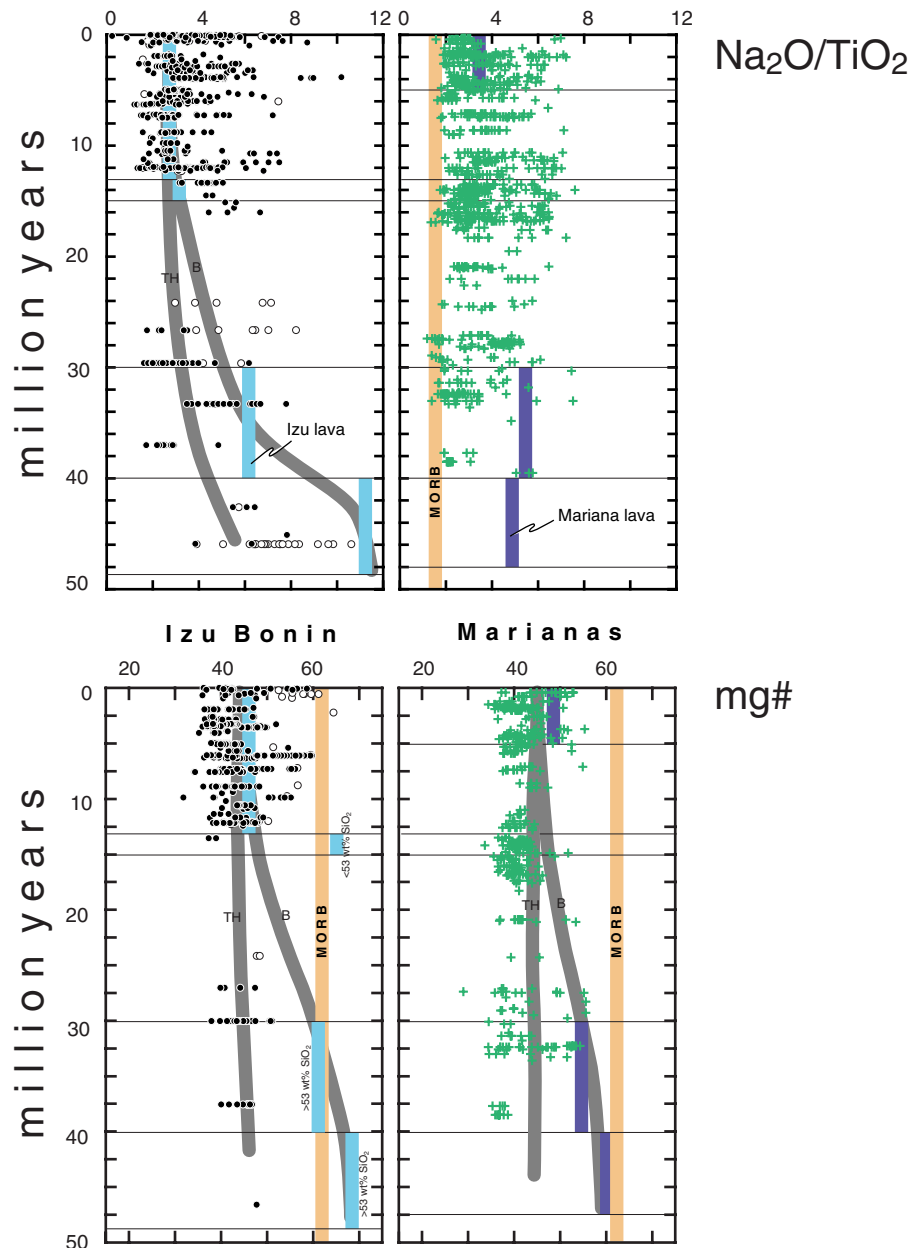 0 4 8 12 0 4 8 12
Na₂O/TiO₂
0
10
20
30
40
50
million years
TH
B
Izu lava
MORB
Mariana lava
Izu Bonin
Marianas
20 40 60 20 40 60
mg#
0
10
20
30
40
50
million years
TH
B
MORB
<53 wt% SiO₂
>53 wt% SiO₂
>53 wt% SiO₂
TH
B
MORB